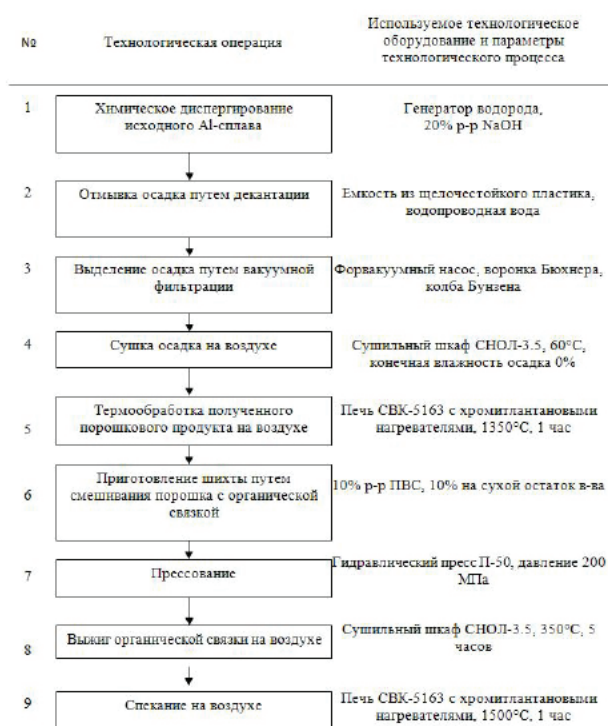 № Технологическая операция Используемое технологическое
оборудование и параметры
технологического процесса
1 Химическое диспергирование
исходного Al-сплава
Генератор водорода,
20% р-р NaOH
2 Отмывка осадка путем декантации
Емкость из щелочестойкого пластика,
водопроводная вода
3 Выделение осадка путем вакуумной
фильтрации
Форвакуумный насос, воронка Бюхнера,
колба Бунзена
4 Сушка осадка на воздухе
Сушильный шкаф СНОЛ-3.5, 60°С,
конечная влажность осадка 0%
5 Термообработка полученного
порошкового продукта на воздухе
Печь СВК-5163 с хромитлантановыми
нагревателями, 1350°С, 1 час
6 Приготовление шихты путем
смешивания порошка с органической
связкой
10% р-р ПВС, 10% на сухой остаток в-ва
7 Прессование
Гидравлический пресс П-50, давление 200
МПа
8 Выжиг органической связки на воздухе
Сушильный шкаф СНОЛ-3.5, 350°С, 5
часов
9 Спекание на воздухе
Печь СВК-5163 с хромитлантановыми
нагревателями, 1500°С, 1 час